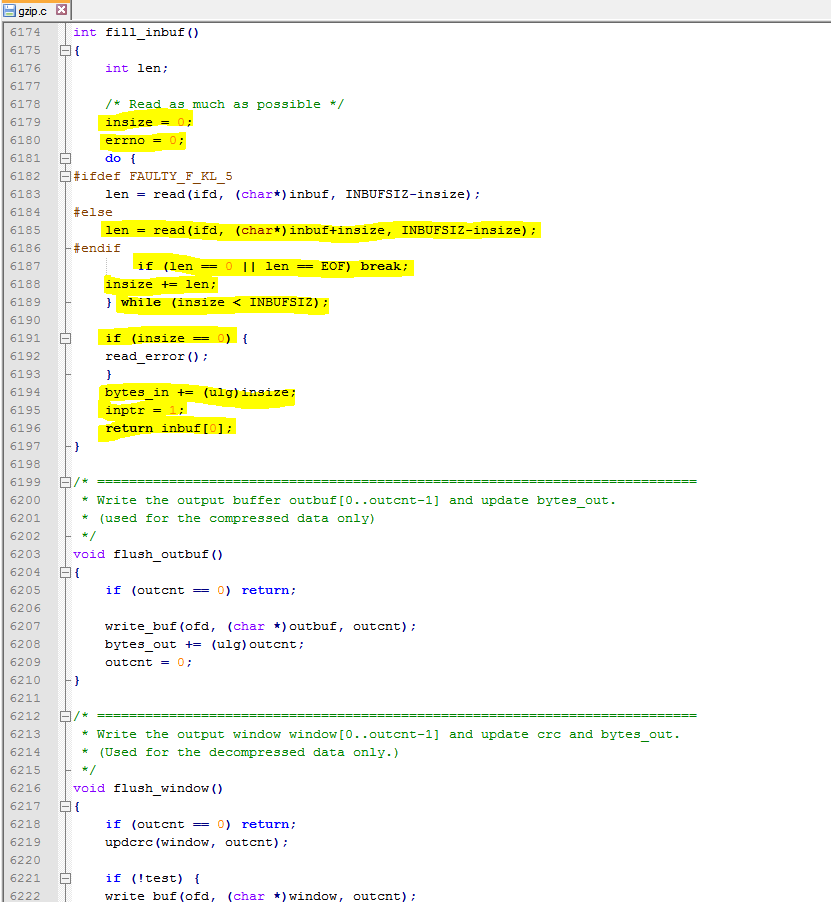 gzip.c
6174 int fill_inbuf()
6175 {
6176     int len;
6177
6178     /* Read as much as possible */
6179     insize = 0;
6180     errno = 0;
6181     do {
6182 #ifdef FAULTY_F_KL_5
6183     len = read(ifd, (char*)inbuf, INBUFSIZ-insize);
6184 #else
6185     len = read(ifd, (char*)inbuf+insize, INBUFSIZ-insize);
6186 #endif
6187         if (len == 0 || len == EOF) break;
6188     insize += len;
6189     } while (insize < INBUFSIZ);
6190
6191     if (insize == 0) {
6192     read_error();
6193     }
6194     bytes_in += (ulg)insize;
6195     inptr = 1;
6196     return inbuf[0];
6197 }
6198
6199 /* ===========================================================================
6200  * Write the output buffer outbuf[0..outcnt-1] and update bytes_out.
6201  * (used for the compressed data only)
6202  */
6203 void flush_outbuf()
6204 {
6205     if (outcnt == 0) return;
6206
6207     write_buf(ofd, (char *)outbuf, outcnt);
6208     bytes_out += (ulg)outcnt;
6209     outcnt = 0;
6210 }
6211
6212 /* ===========================================================================
6213  * Write the output window window[0..outcnt-1] and update crc and bytes_out.
6214  * (Used for the decompressed data only.)
6215  */
6216 void flush_window()
6217 {
6218     if (outcnt == 0) return;
6219     updcrc(window, outcnt);
6220
6221     if (!test) {
6222     write_buf(ofd, (char *)window, outcnt);